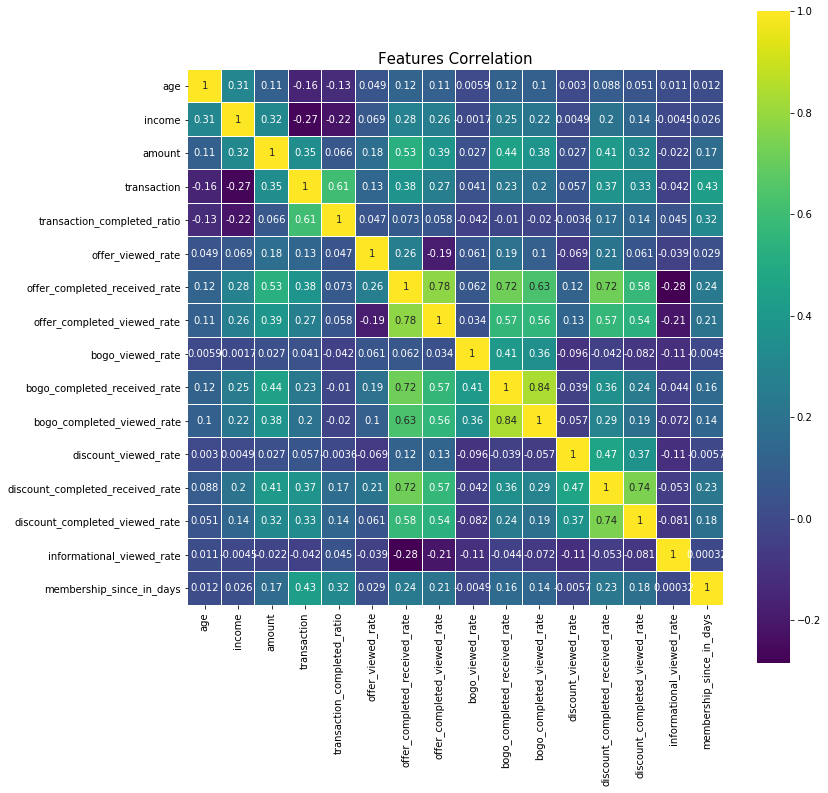 Features Correlation
age 1 0.31 0.11 -0.16 -0.13 0.049 0.12 0.11 0.0059 0.12 0.1 0.003 0.088 0.051 0.011 0.012
income 0.31 1 0.32 -0.27 -0.22 0.069 0.28 0.26 -0.0017 0.25 0.22 0.0049 0.2 0.14 -0.0045 0.026
amount 0.11 0.32 1 0.35 0.066 0.18 0.53 0.39 0.027 0.44 0.38 0.027 0.41 0.32 -0.022 0.17
transaction -0.16 -0.27 0.35 1 0.61 0.13 0.38 0.27 0.041 0.23 0.2 0.057 0.37 0.33 -0.042 0.43
transaction_completed_ratio -0.13 -0.22 0.066 0.61 1 0.047 0.073 0.058 -0.042 -0.01 -0.02 -0.0036 0.17 0.14 0.045 0.32
offer_viewed_rate 0.049 0.069 0.18 0.13 0.047 1 0.26 -0.19 0.061 0.19 0.1 -0.069 0.21 0.061 -0.039 0.029
offer_completed_received_rate 0.12 0.28 0.53 0.38 0.073 0.26 1 0.78 0.062 0.72 0.63 0.12 0.72 0.58 -0.28 0.24
offer_completed_viewed_rate 0.11 0.26 0.39 0.27 0.058 -0.19 0.78 1 0.034 0.57 0.56 0.13 0.57 0.54 -0.21 0.21
bogo_viewed_rate 0.0059 -0.0017 0.027 0.041 -0.042 0.061 0.062 0.034 1 0.41 0.36 -0.096 -0.042 -0.082 -0.11 -0.0049
bogo_completed_received_rate 0.12 0.25 0.44 0.23 -0.01 0.19 0.72 0.57 0.41 1 0.84 -0.039 0.36 0.24 -0.044 0.16
bogo_completed_viewed_rate 0.1 0.22 0.38 0.2 -0.02 0.1 0.63 0.56 0.36 0.84 1 -0.057 0.29 0.19 -0.072 0.14
discount_viewed_rate 0.003 0.0049 0.027 0.057 -0.0036 -0.069 0.12 0.13 -0.096 -0.039 -0.057 1 0.47 0.37 -0.11 -0.0057
discount_completed_received_rate 0.088 0.2 0.41 0.37 0.17 0.21 0.72 0.57 -0.042 0.36 0.29 0.47 1 0.74 -0.053 0.23
discount_completed_viewed_rate 0.051 0.14 0.32 0.33 0.14 0.061 0.58 0.54 -0.082 0.24 0.19 0.37 0.74 1 -0.081 0.18
informational_viewed_rate 0.011 -0.0045 -0.022 -0.042 0.045 -0.039 -0.28 -0.21 -0.11 -0.044 -0.072 -0.11 -0.053 -0.081 1 0.00032
membership_since_in_days 0.012 0.026 0.17 0.43 0.32 0.029 0.24 0.21 -0.0049 0.16 0.14 -0.0057 0.23 0.18 0.00032 1
age
income
amount
transaction
transaction_completed_ratio
offer_viewed_rate
offer_completed_received_rate
offer_completed_viewed_rate
bogo_viewed_rate
bogo_completed_received_rate
bogo_completed_viewed_rate
discount_viewed_rate
discount_completed_received_rate
discount_completed_viewed_rate
informational_viewed_rate
membership_since_in_days
1.0
0.8
0.6
0.4
0.2
0.0
−0.2